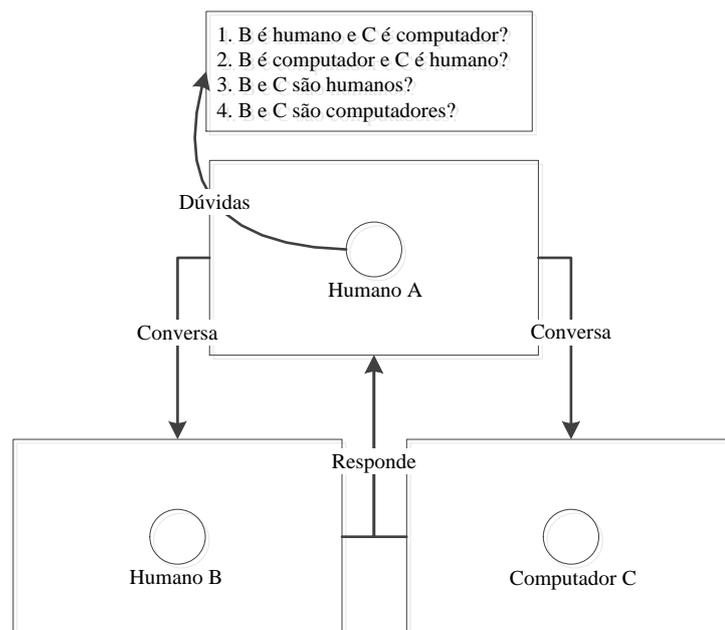 1. B é humano e C é computador?
2. B é computador e C é humano?
3. B e C são humanos?
4. B e C são computadores?
Dúvidas
Humano A
Conversa
Conversa
Responde
Humano B
Computador C